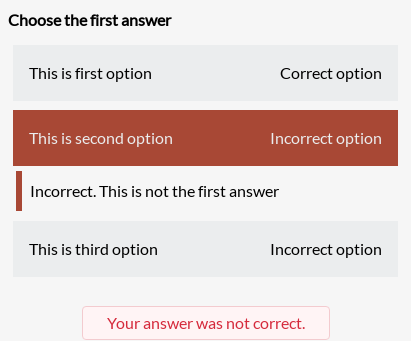 Choose the first answer
This is first option Correct option
This is second option Incorrect option
Incorrect. This is not the first answer
This is third option Incorrect option
Your answer was not correct.